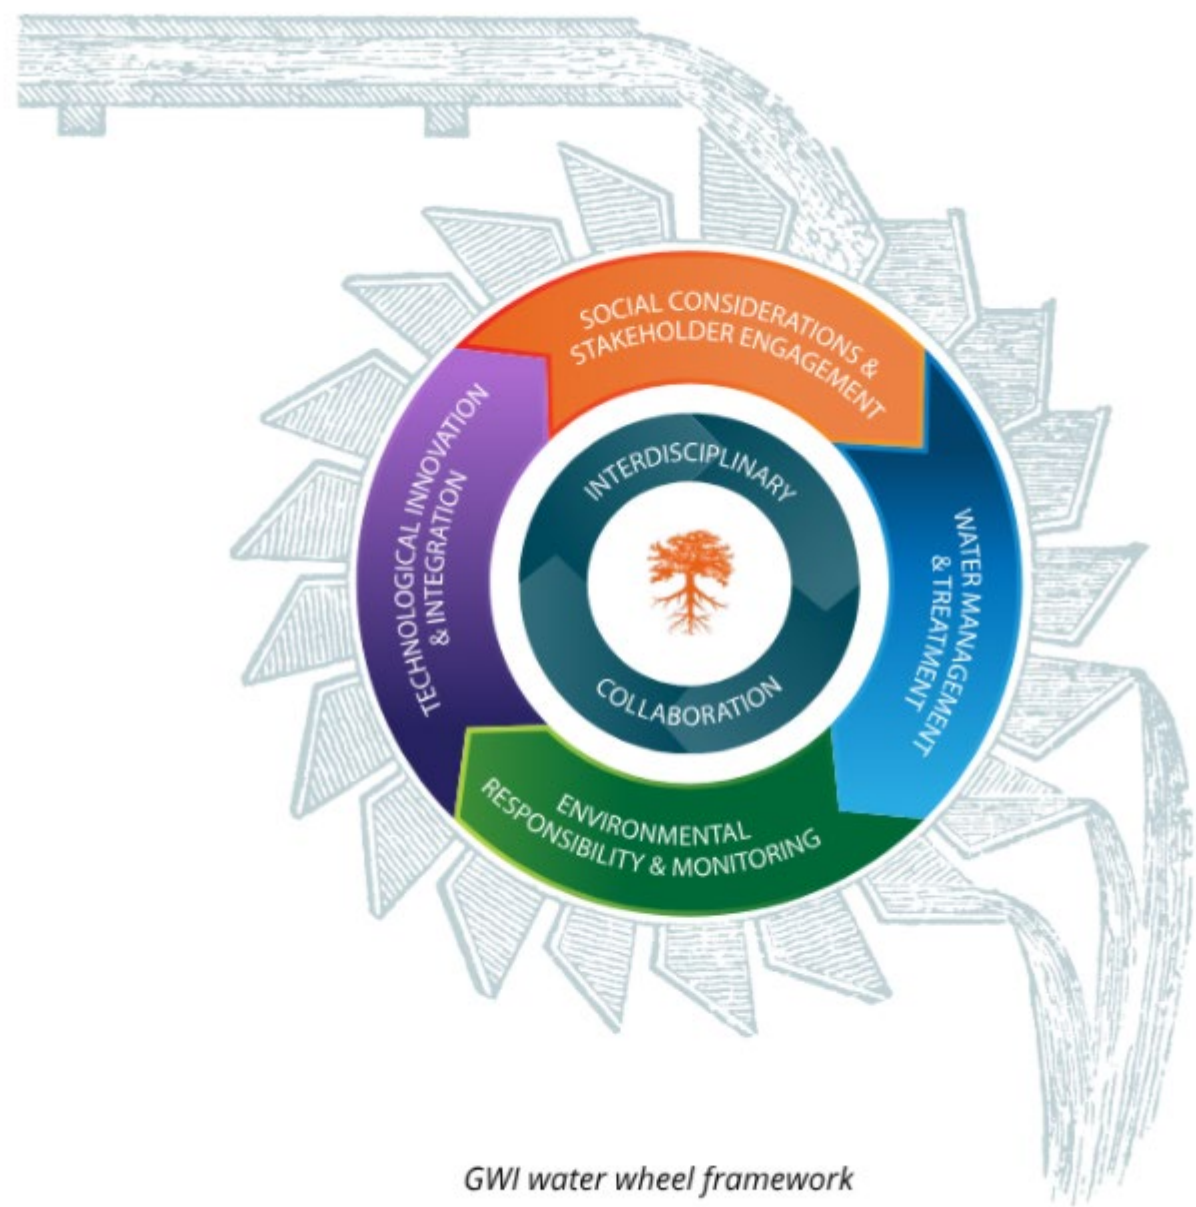 SOCIAL CONSIDERATIONS &
STAKEHOLDER ENGAGEMENT
WATER MANAGEMENT
& TREATMENT
ENVIRONMENTAL
RESPONSIBILITY & MONITORING
TECHNOLOGICAL INNOVATION
& INTEGRATION
INTERDISCIPLINARY
COLLABORATION
GWI water wheel framework